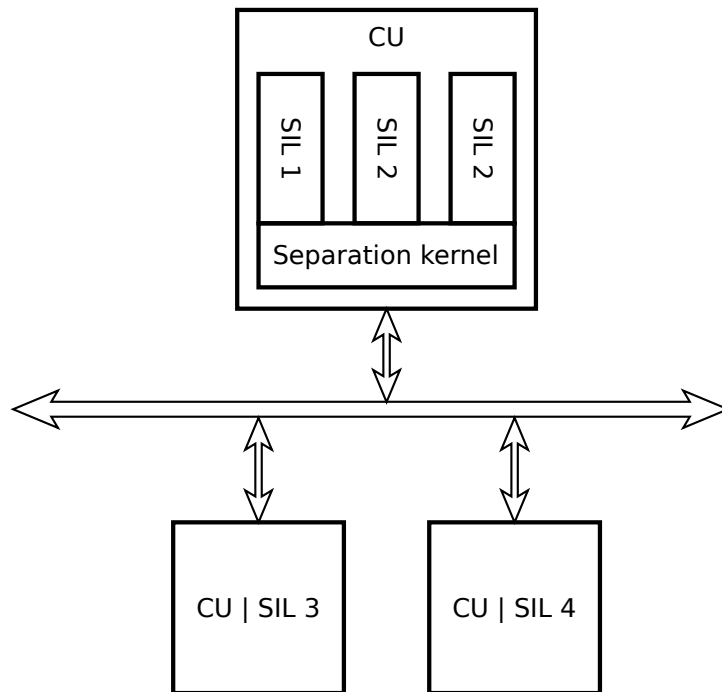 CU
SIL 1
SIL 2
SIL 2
Separation kernel
CU | SIL 3
CU | SIL 4